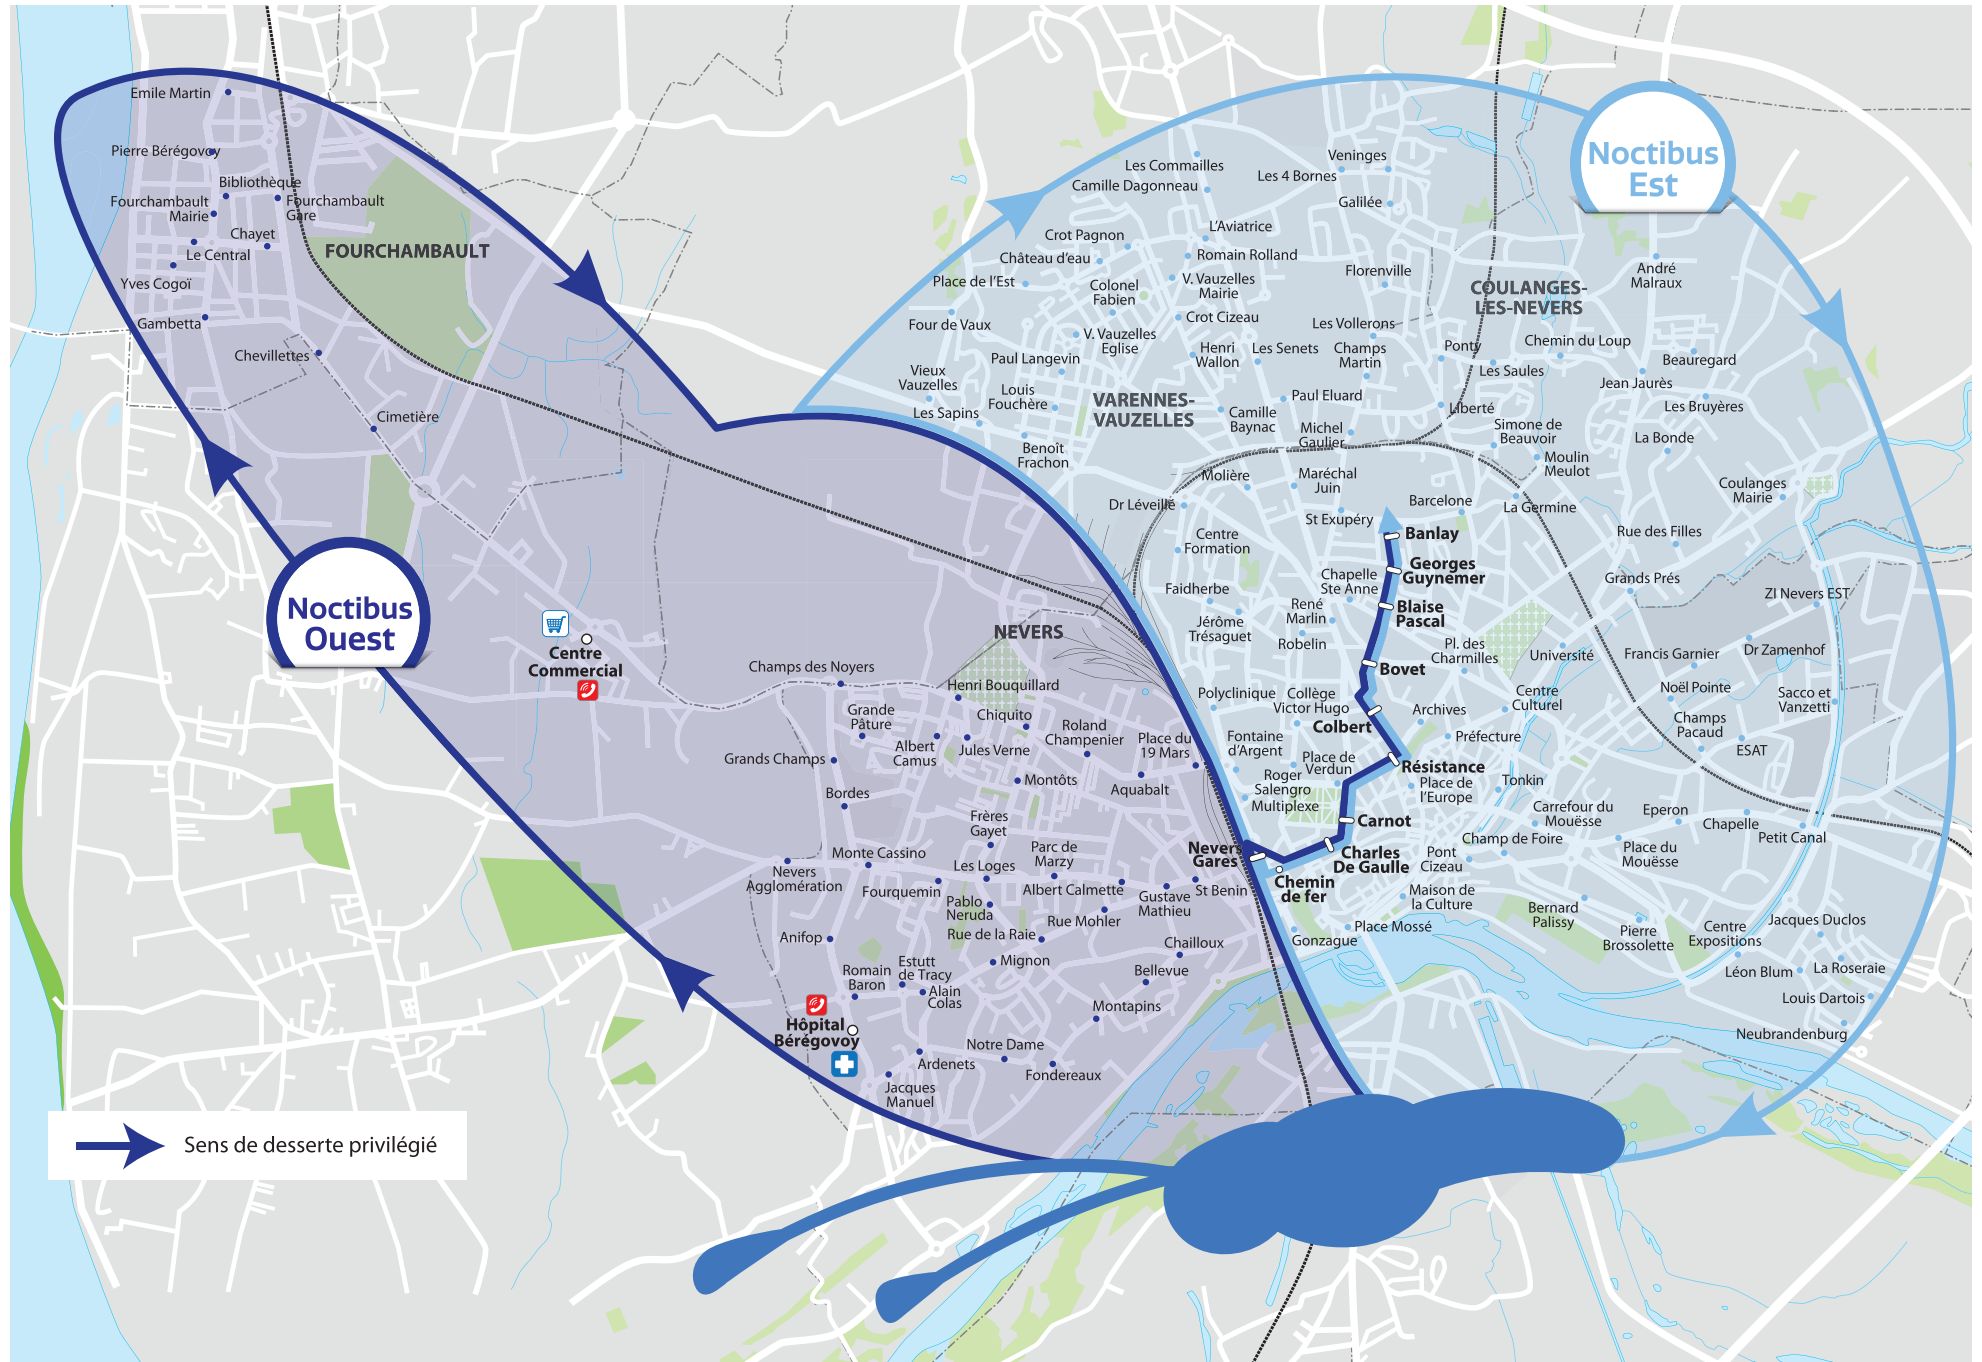 Emile Martin
Pierre Bérégovoy
Bibliothèque
Fourchambault
Mairie
Fourchambault
Gare
Chayet
Le Central
Yves Cogoï
Gambetta
FOURCHAMBAULT
Chevillettes
Cimetière
Noctibus
Ouest
Centre
Commercial
Champs des Noyers
NEVERS
Henri Bouquillard
Grande
Pâture
Chiquito
Albert
Camus
Jules Verne
Roland
Champenier
Place du
19 Mars
Grands Champs
Montôts
Aquabalt
Bordes
Frères
Gayet
Monte Cassino
Les Loges
Parc de
Marzy
Nevers
Agglomération
Fourquemin
Albert Calmette
Gustave
Mathieu
St Benin
Pablo
Neruda
Rue Mohler
Anifop
Rue de la Raie
Chailloux
Mignon
Bellevue
Romain
Baron
Estutt
de Tracy
Alain
Colas
Montapins
Hôpital
Bérégovoy
Notre Dame
Ardenets
Fondereaux
Jacques
Manuel
Sens de desserte privilégié
Noctibus
Est
Les Commailles
Camille Dagonneau
Veninges
Les 4 Bornes
Galilée
L'Aviatrice
Crot Pagnon
Château d'eau
Romain Rolland
Place de l'Est
Colonel
Fabien
V. Vauzelles
Mairie
Florenville
COULANGES-
LES-NEVERS
André
Malraux
Four de Vaux
Crot Cizeau
V. Vauzelles
Eglise
Les Vollerons
Paul Langevin
Henri
Wallon
Les Senets
Champs
Martin
Ponty
Chemin du Loup
Beauregard
Vieux
Vauzelles
Les Saules
Jean Jaurès
Louis
Fouchère
Les Sapins
VARENNES-
VAUZELLES
Paul Eluard
Camille
Baynac
Liberté
Les Bruyères
Michel
Gaulier
Simone de
Beauvoir
La Bonde
Benoît
Frachon
Moulin
Meulot
Molière
Maréchal
Juin
Coulanges
Mairie
Dr Léveillé
Barcelone
La Germine
St Exupéry
Banlay
Rue des Filles
Centre
Formation
Georges
Guynemer
Chapelle
Ste Anne
Grands Prés
Faidherbe
Blaise
Pascal
ZI Nevers EST
René
Marlin
Jérôme
Trésaguet
Robelin
Pl. des
Charmilles
Université
Francis Garnier
Dr Zamenhof
Bovet
Polyclinique
Collège
Victor Hugo
Centre
Culturel
Noël Pointe
Sacco et
Vanzetti
Colbert
Archives
Champs
Pacaud
Fontaine
d'Argent
Préfecture
ESAT
Place de
Verdun
Résistance
Roger
Salengro
Place de
l'Europe
Tonkin
Multiplexe
Carrefour du
Mouësse
Eperon
Carnot
Chapelle
Petit Canal
Champ de Foire
Nevers
Gares
Charles
De Gaulle
Pont
Cizeau
Place du
Mouësse
Chemin
de fer
Maison de
la Culture
Bernard
Palissy
Place Mossé
Gonzague
Pierre
Brossolette
Centre
Expositions
Jacques Duclos
Léon Blum
La Roseraie
Louis Dartois
Neubrandenburg